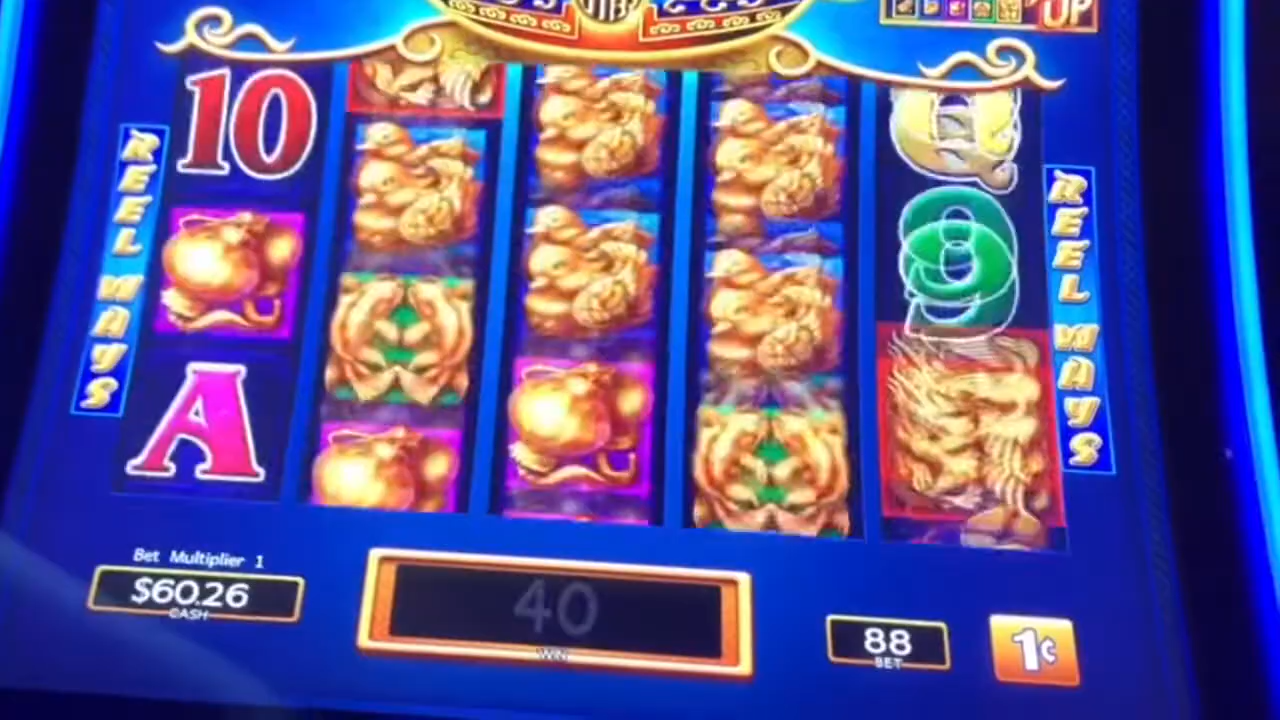 UP
10
Q
REEL WAYS
9
REEL WAYS
A
Bet Multiplier 1
$60.26
CASH
40
WIN
88
BET
1¢